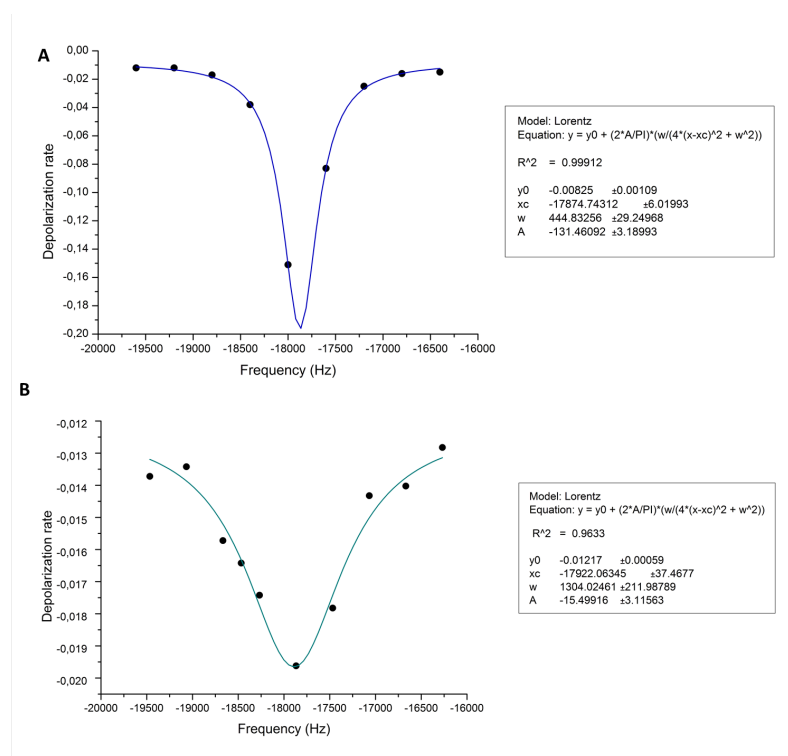 A
0,00
-0,02
-0,04
-0,06
-0,08
-0,10
-0,12
-0,14
-0,16
-0,18
-0,20
Depolarization rate
-20000 -19500 -19000 -18500 -18000 -17500 -17000 -16500 -16000
Frequency (Hz)
Model: Lorentz
Equation: y = y0 + (2*A/PI)*(w/(4*(x-xc)^2 + w^2))
R^2 = 0.99912
y0 -0.00825 ±0.00109
xc -17874.74312 ±6.01993
w 444.83256 ±29.24968
A -131.46092 ±3.18993
B
-0,012
-0,013
-0,014
-0,015
-0,016
-0,017
-0,018
-0,019
-0,020
Depolarization rate
-20000 -19500 -19000 -18500 -18000 -17500 -17000 -16500 -16000
Frequency (Hz)
Model: Lorentz
Equation: y = y0 + (2*A/PI)*(w/(4*(x-xc)^2 + w^2))
R^2 = 0.9633
y0 -0.01217 ±0.00059
xc -17922.06345 ±37.4677
w 1304.02461 ±211.98789
A -15.49916 ±3.11563